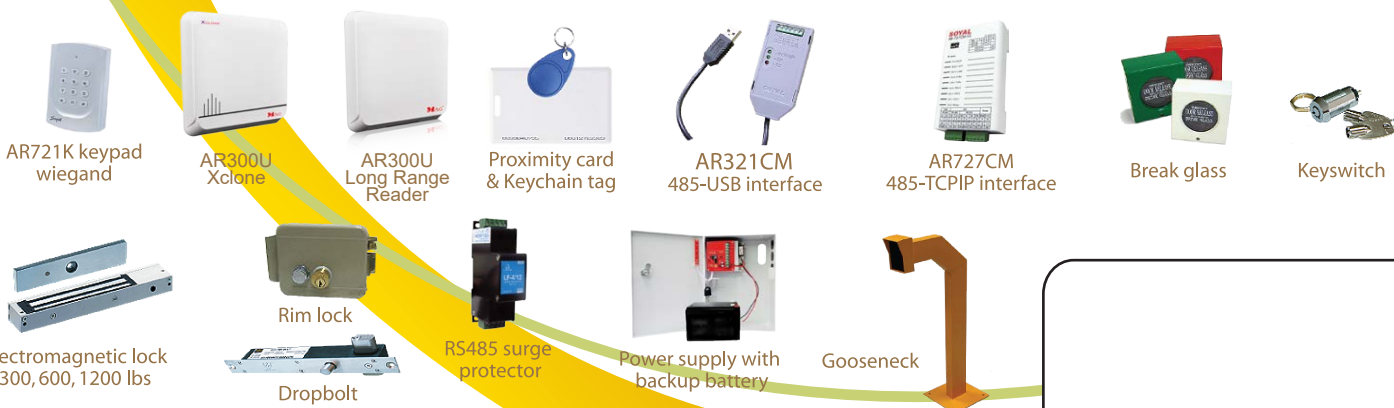 AR721K keypad
wiegand
AR300U
Xclone
AR300U
Long Range
Reader
Proximity card
& Keychain tag
AR321CM
485-USB interface
SOYAL
AR727CM
485-TCPIP interface
Break glass
Keyswitch
ectromagnetic lock
300, 600, 1200 lbs
Rim lock
Dropbolt
RS485 surge
protector
Power supply with
backup battery
Gooseneck